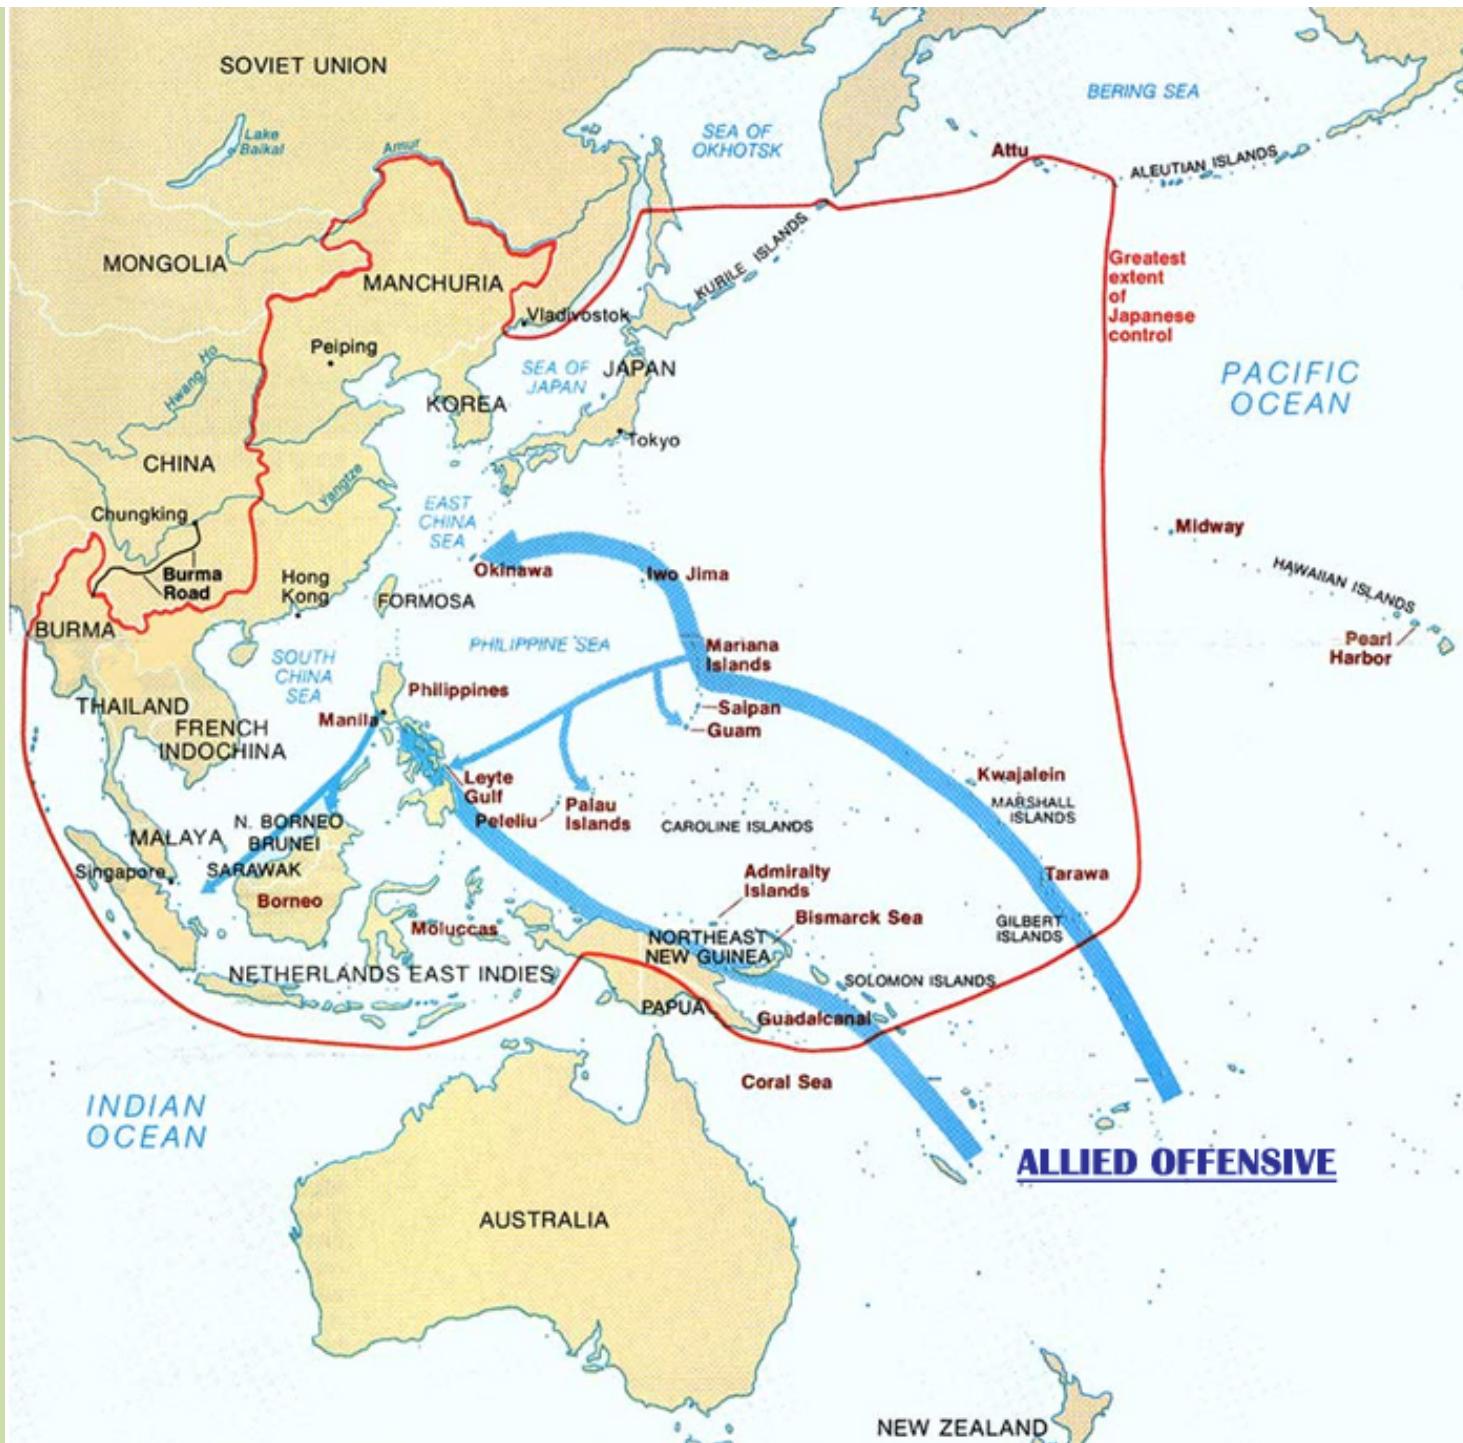 SOVIET UNION
BERING SEA
SEA OF
OKHOTSK
Lake
Baikal
Amur
Attu
ALEUTIAN ISLANDS
MONGOLIA
MANCHURIA
KURILE ISLANDS
Greatest
extent
of
Japanese
control
Vladivostok
Peiping
Hwang Ho
SEA OF
JAPAN
JAPAN
PACIFIC
OCEAN
KOREA
Tokyo
CHINA
Yangtze
Chungking
EAST
CHINA
SEA
Midway
Burma
Road
Hong
Kong
Okinawa
Iwo Jima
HAWAIIAN ISLANDS
FORMOSA
BURMA
PHILIPPINE SEA
Mariana
Islands
Pearl
Harbor
SOUTH
CHINA
SEA
Philippines
THAILAND
Manila
Saipan
Guam
FRENCH
INDOCHINA
Leyte
Gulf
Kwajalein
MARSHALL
ISLANDS
Peleliu
Palau
Islands
CAROLINE ISLANDS
N. BORNEO
BRUNEI
MALAYA
SARAWAK
Singapore
Borneo
Admiralty
Islands
Tarawa
Moluccas
Bismarck Sea
GILBERT
ISLANDS
NORTHEAST
NEW GUINEA
NETHERLANDS EAST INDIES
SOLOMON ISLANDS
PAPUA
Guadalcanal
Coral Sea
INDIAN
OCEAN
ALLIED OFFENSIVE
AUSTRALIA
NEW ZEALAND